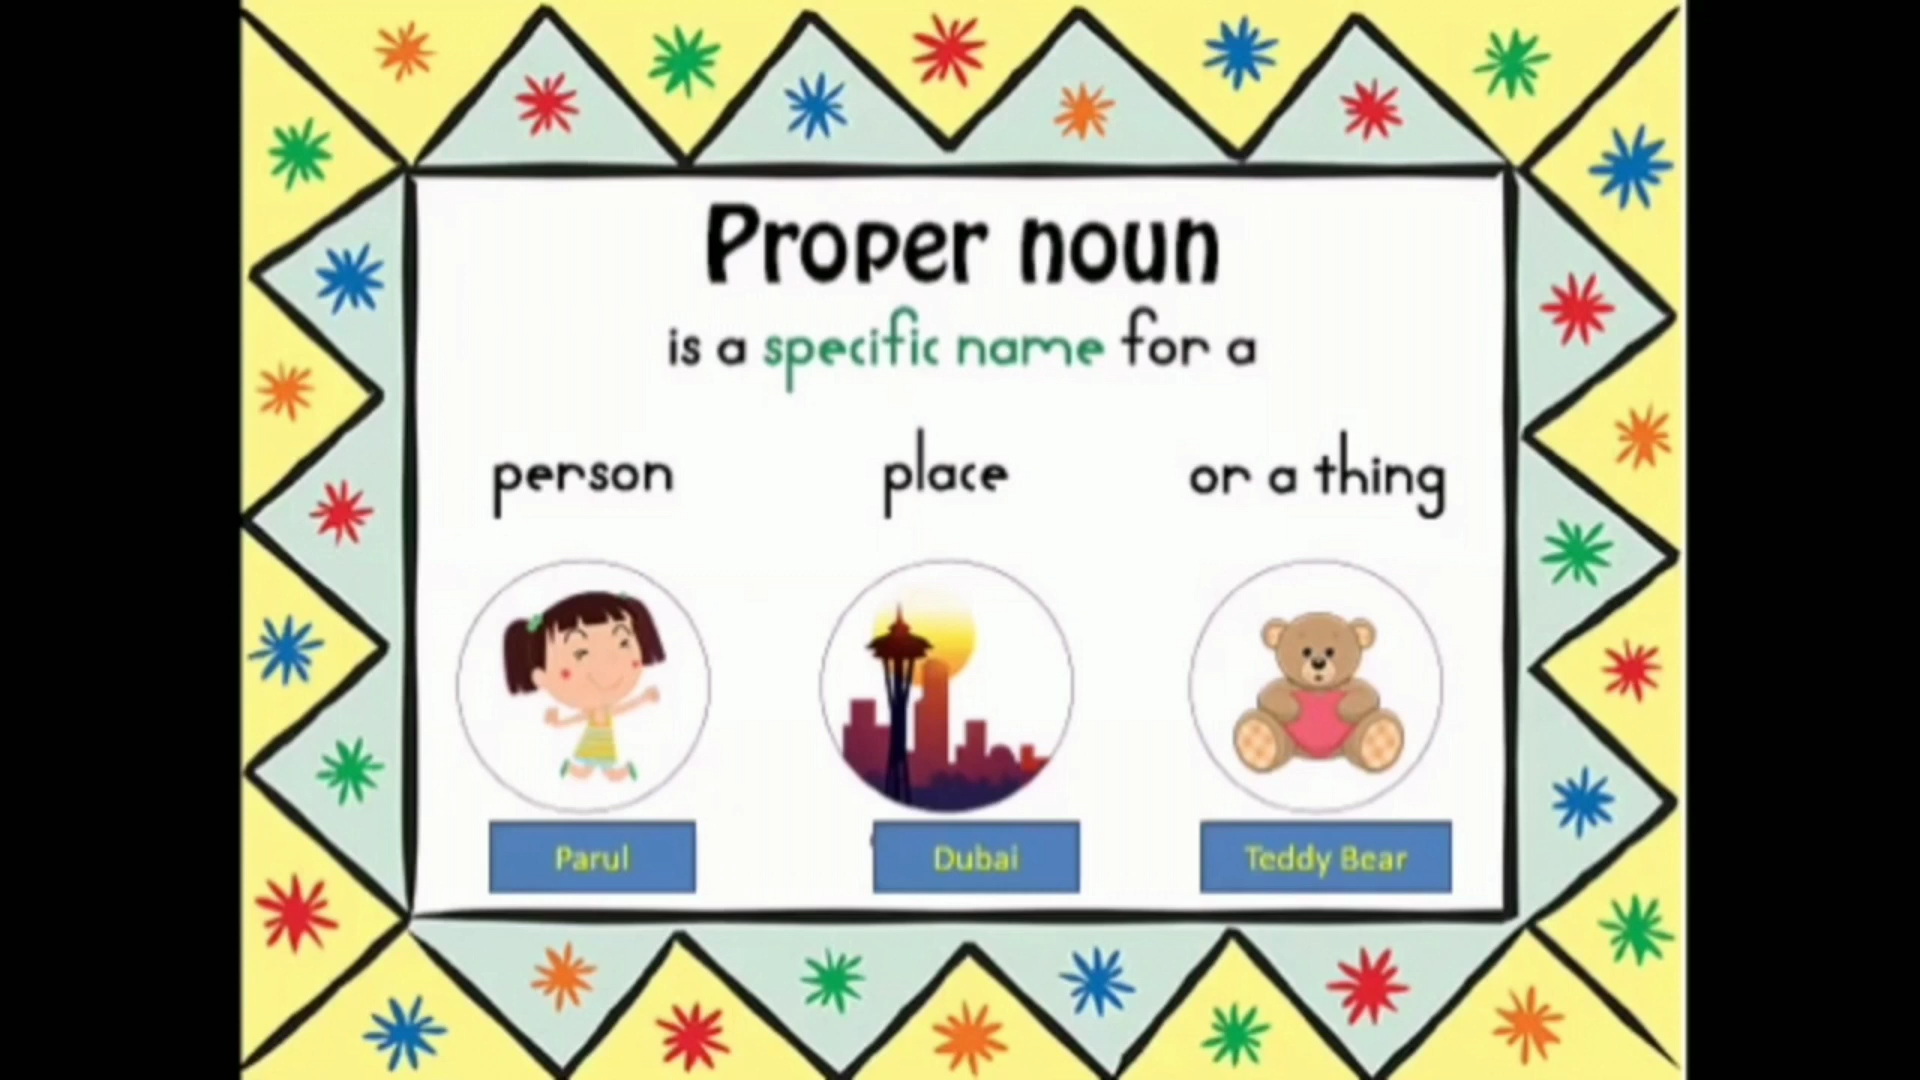 Proper noun
is a specific name for a
person place or a thing
Parul Dubai Teddy Bear